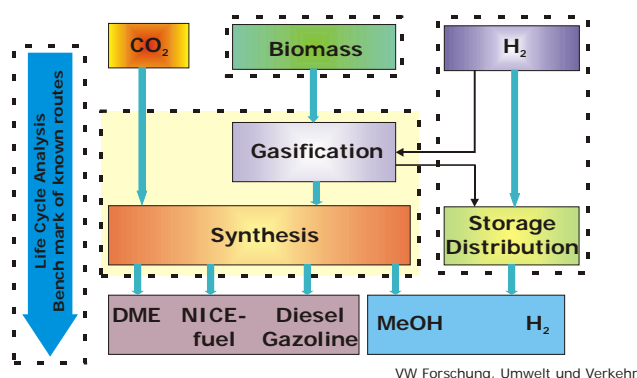 CO₂
Biomass
H₂
Life Cycle Analysis
Bench mark of known routes
Gasification
Synthesis
Storage
Distribution
DME
NICE-
fuel
Diesel
Gazoline
MeOH
H₂
VW Forschung, Umwelt und Verkehr